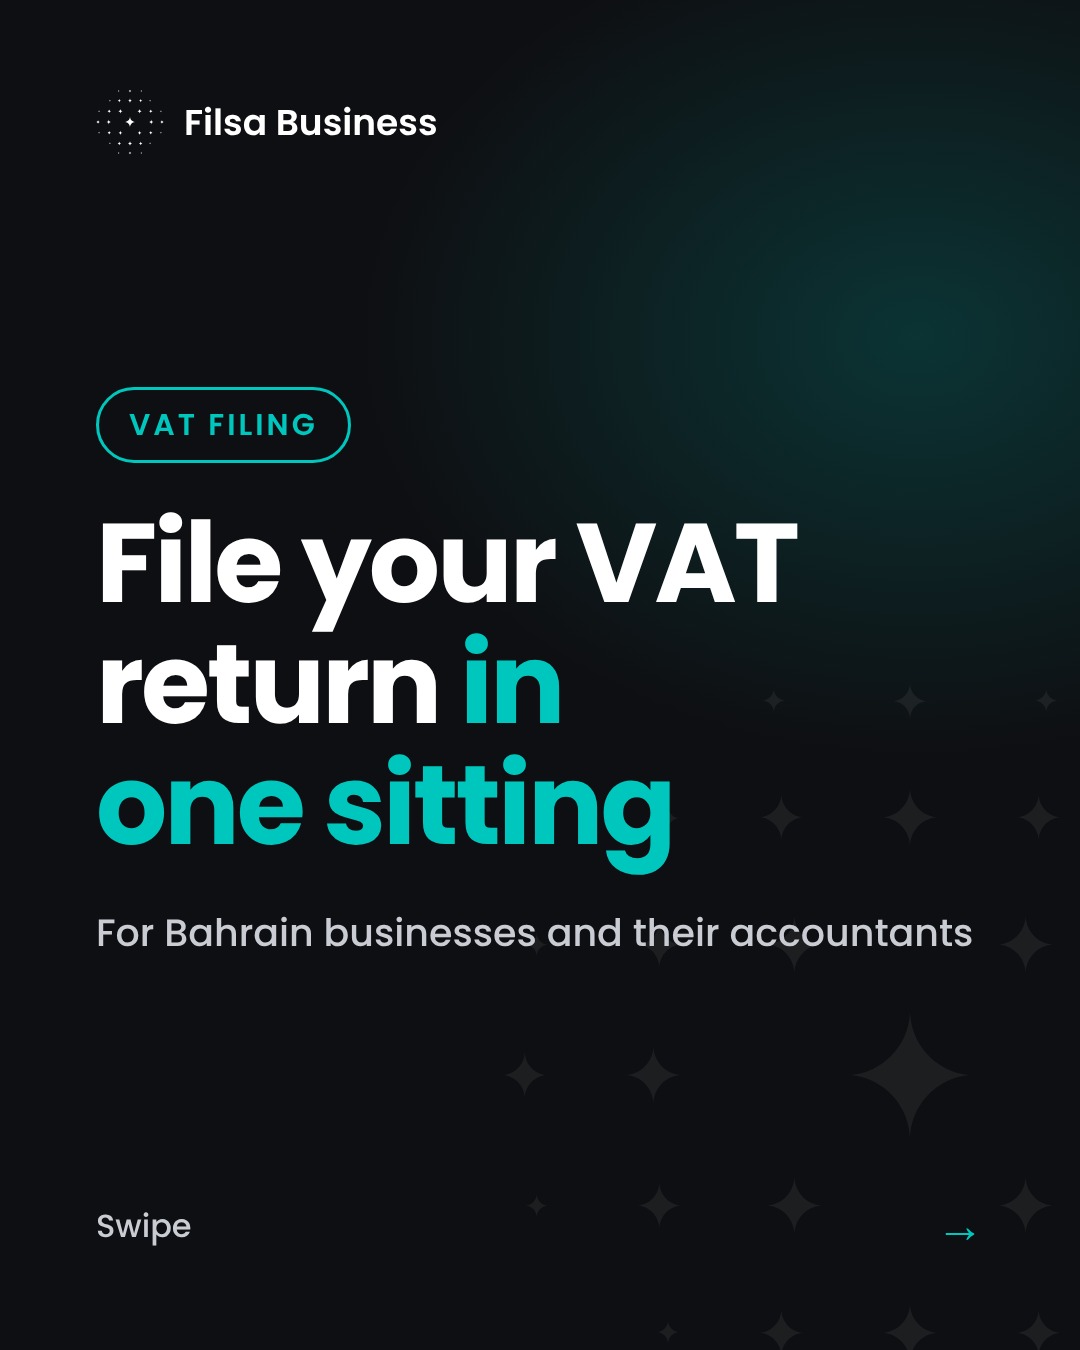 Filsa Business
VAT FILING
File your VAT
return in
one sitting
For Bahrain businesses and their accountants
Swipe →